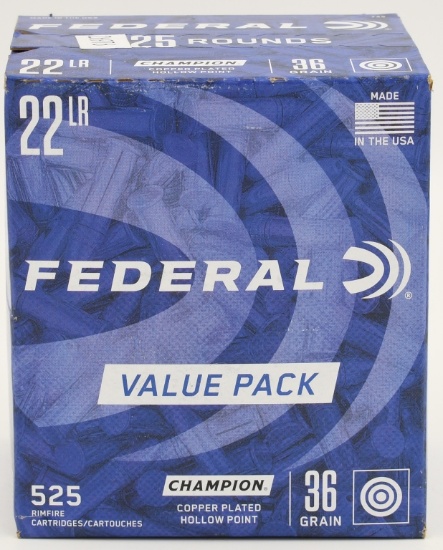 25 ROUNDS
22 LR
CHAMPION
COPPER PLATED
HOLLOW POINT
36
GRAIN
22 LR
MADE
IN THE USA
FEDERAL
®
VALUE PACK
525
RIMFIRE
CARTRIDGES/CARTOUCHES
CHAMPION
COPPER PLATED
HOLLOW POINT
36
GRAIN